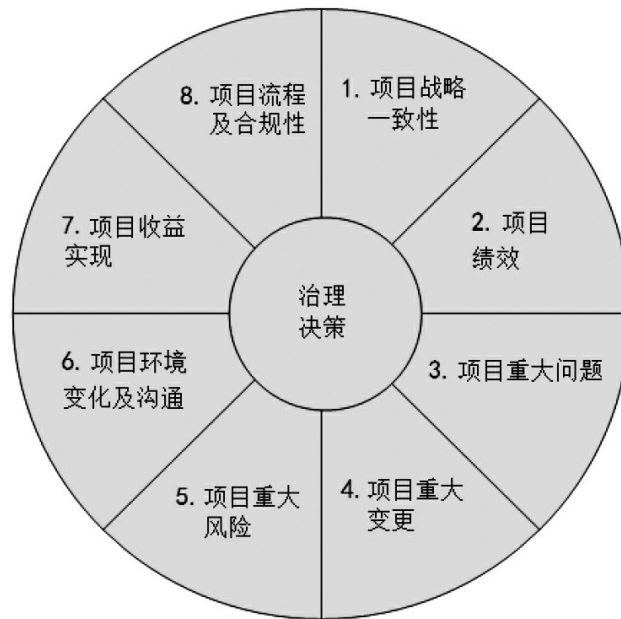 1. 项目战略
一致性
2. 项目
绩效
3. 项目重大问题
4. 项目重大
变更
5. 项目重大
风险
6. 项目环境
变化及沟通
7. 项目收益
实现
8. 项目流程
及合规性
治理
决策